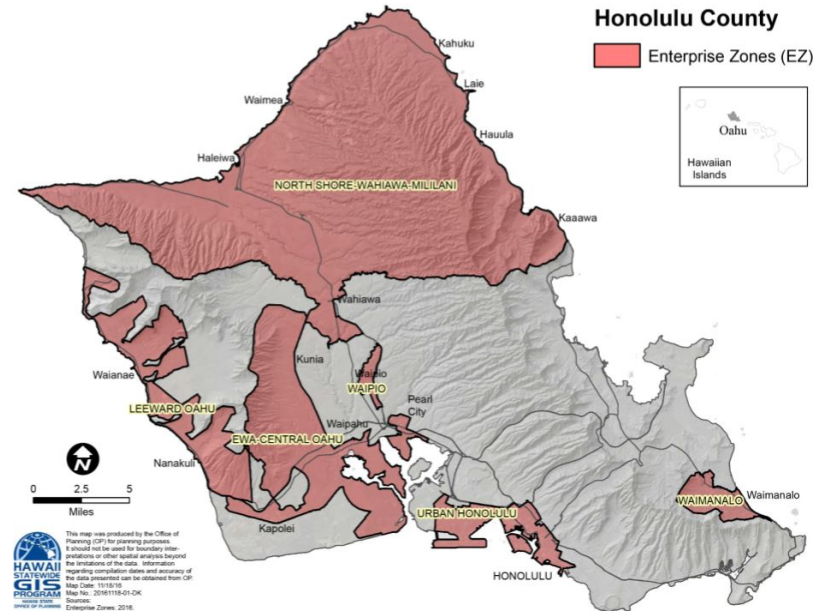 Honolulu County
Enterprise Zones (EZ)
Oahu
Hawaiian
Islands
Kahuku
Laie
Waimea
Hauula
Haleiwa
NORTH SHORE-WAHIAWA-MILILANI
Kaaawa
Wahiawa
Kunia
Waipio
WAIPIO
Waianae
LEEWARD OAHU
Pearl
City
Waipahu
EWA-CENTRAL OAHU
Nanakuli
Kapolei
URBAN HONOLULU
HONOLULU
WAIMANALO
Waimanalo
N
0 2.5 5
Miles
HAWAII
STATEWIDE
GIS
PROGRAM
HAWAII STATE
OFFICE OF PLANNING
This map was produced by the Office of
Planning (OP) for planning purposes.
It should not be used for boundary inter-
pretations or other spatial analysis beyond
the limitations of the data. Information
regarding compilation dates and accuracy of
the data presented can be obtained from OP.
Map Date: 11/18/16
Map No.: 20161118-01-DK
Sources:
Enterprise Zones: 2016.